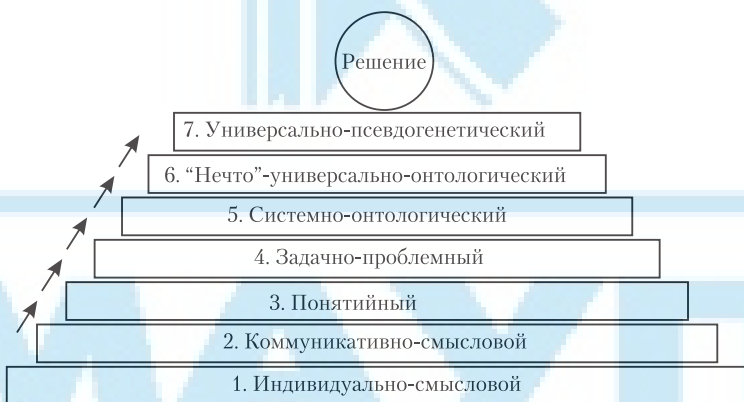 Решение
7. Универсально-псевдогенетический
6. “Нечто”-универсально-онтологический
5. Системно-онтологический
4. Задачно-проблемный
3. Понятийный
2. Коммуникативно-смысловой
1. Индивидуально-смысловой